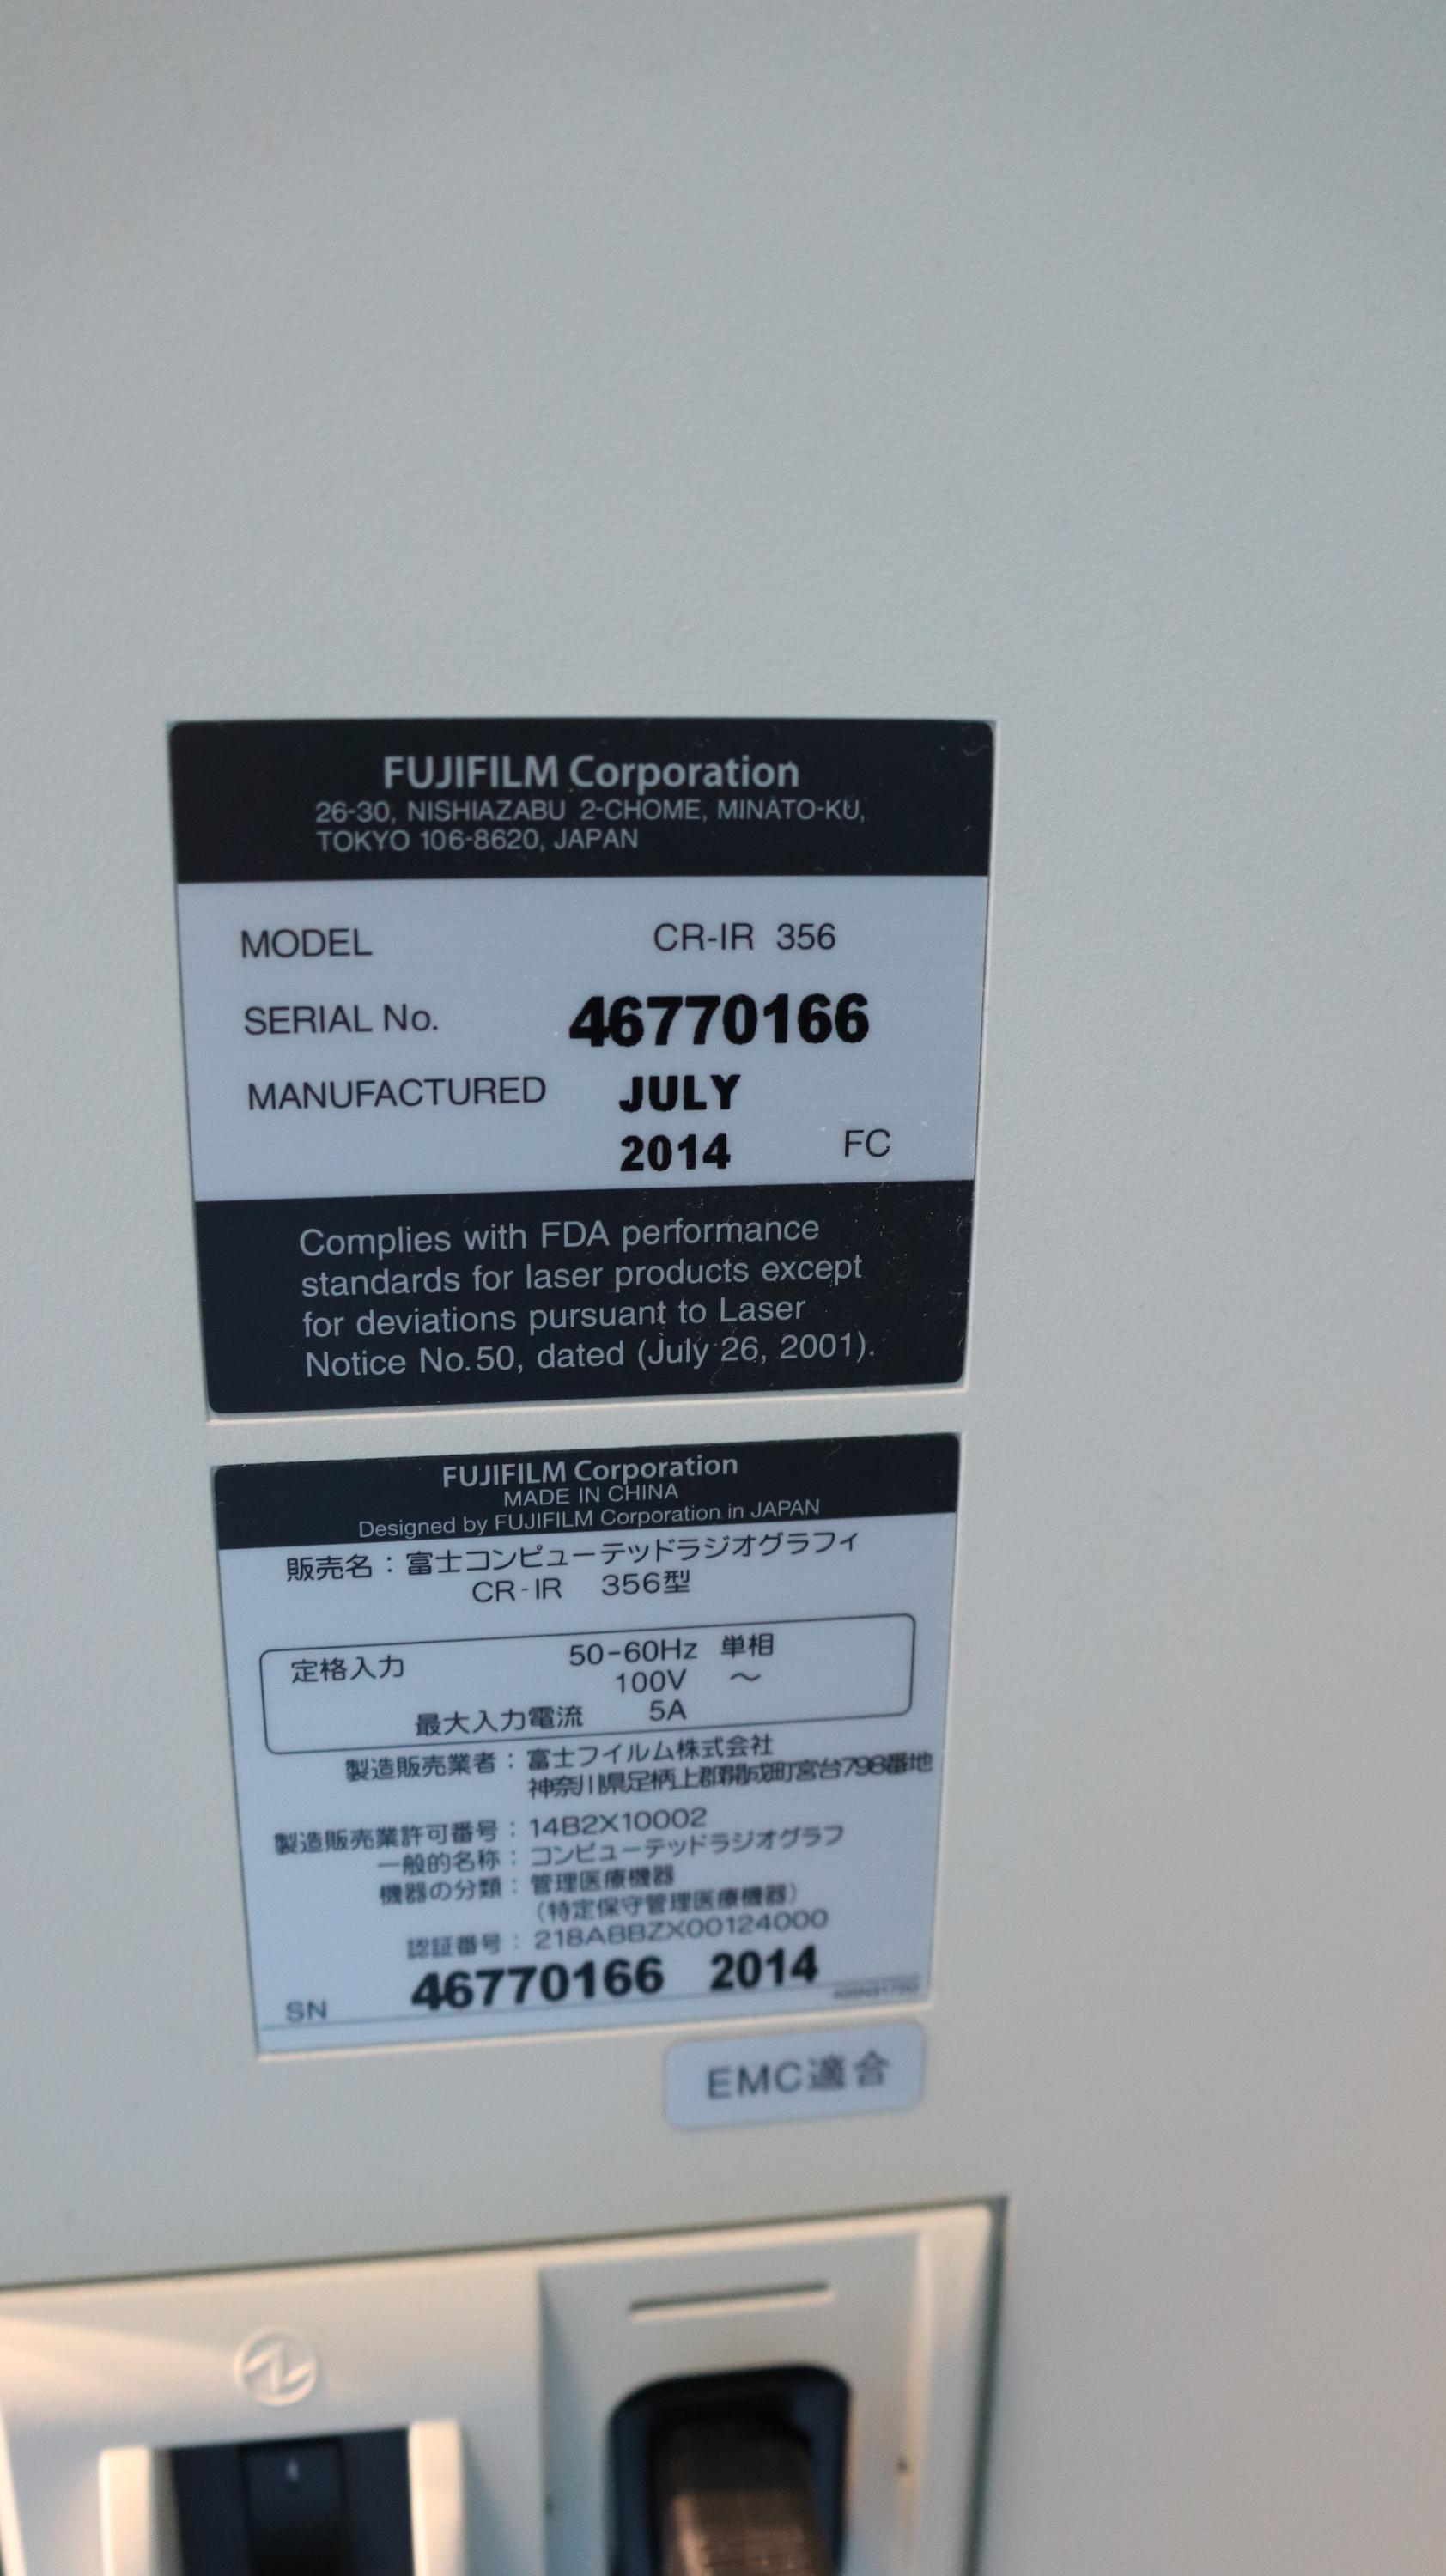 FUJIFILM Corporation
26-30, NISHIAZABU 2-CHOME, MINATO-KU,
TOKYO 106-8620, JAPAN
MODEL CR-IR 356
SERIAL No. 46770166
MANUFACTURED JULY
2014 FC
Complies with FDA performance
standards for laser products except
for deviations pursuant to Laser
Notice No.50, dated (July 26, 2001).
FUJIFILM Corporation
MADE IN CHINA
Designed by FUJIFILM Corporation in JAPAN
販売名：富士コンピューテッドラジオグラフィ
CR-IR 356型
定格入力 50-60Hz 単相
100V ～
最大入力電流 5A
製造販売業者：富士フイルム株式会社
神奈川県足柄上郡開成町宮台798番地
製造販売業許可番号：14B2X10002
一般的名称：コンピューテッドラジオグラフ
機器の分類：管理医療機器
（特定保守管理医療機器）
認証番号：218ABBZX00124000
SN 46770166 2014
EMC適合